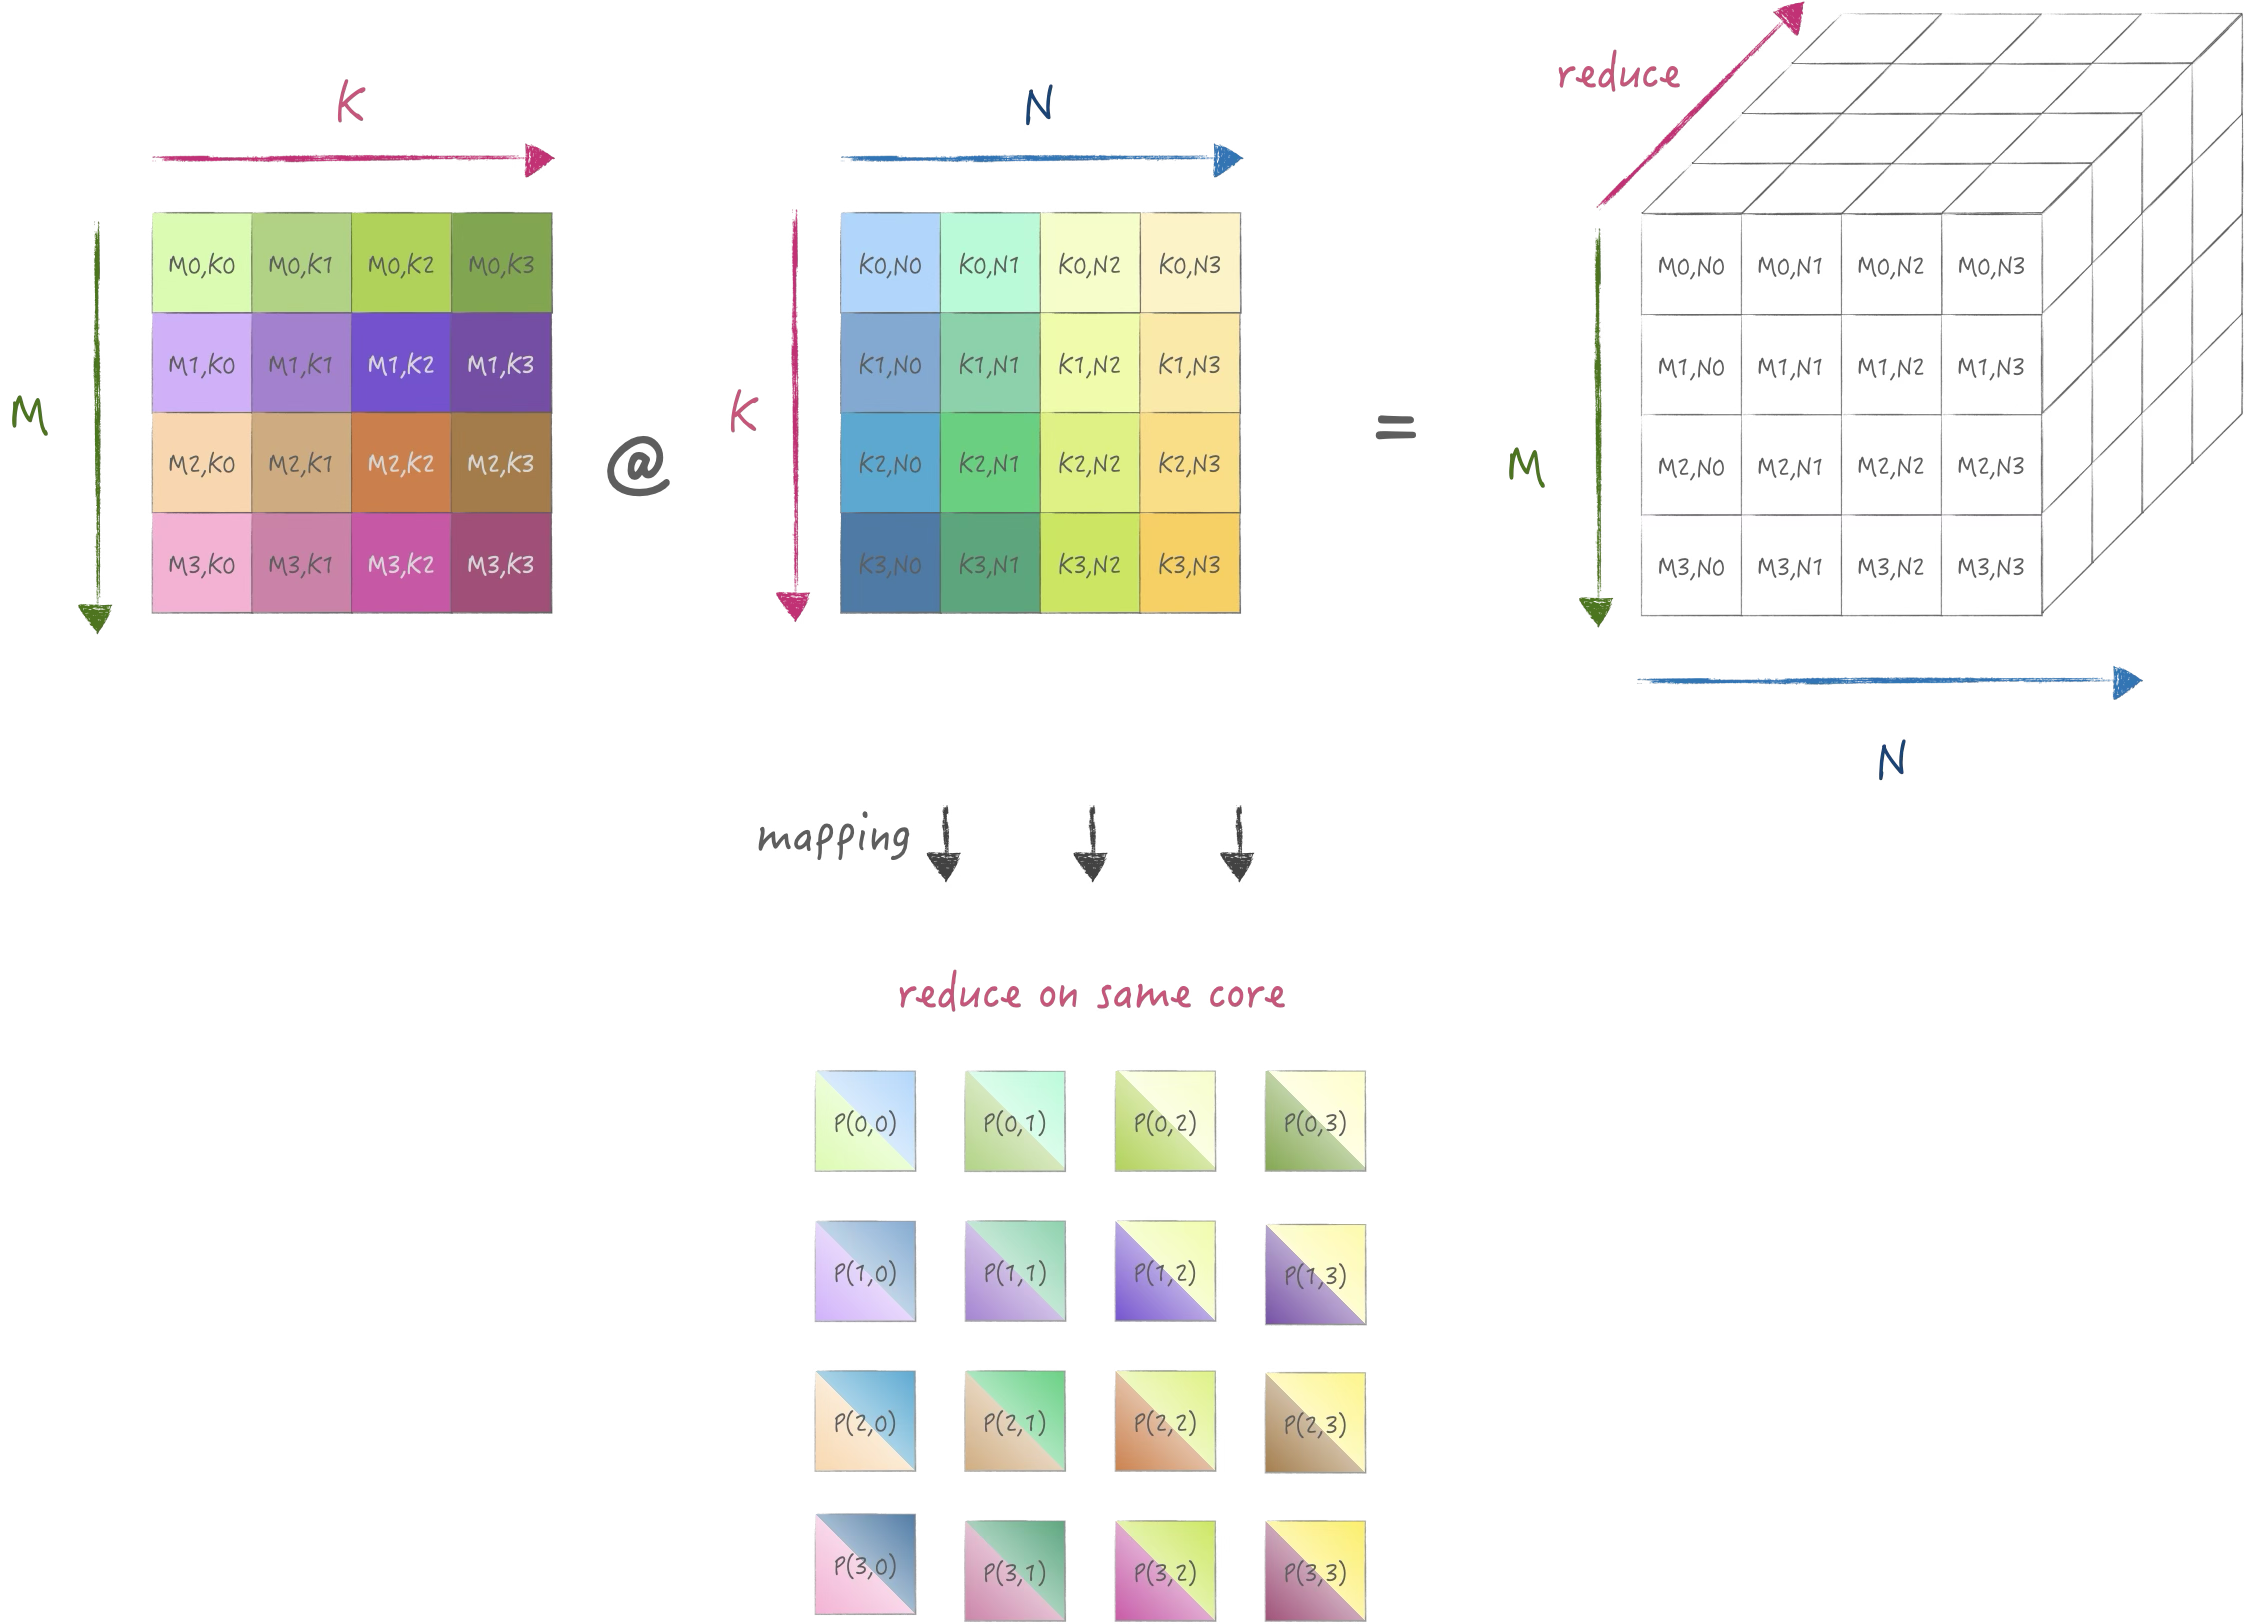 K
N
reduce
M0,K0 M0,K1 M0,K2 M0,K3
M1,K0 M1,K1 M1,K2 M1,K3
M2,K0 M2,K1 M2,K2 M2,K3
M3,K0 M3,K1 M3,K2 M3,K3
M
@
K
K0,N0 K0,N1 K0,N2 K0,N3
K1,N0 K1,N1 K1,N2 K1,N3
K2,N0 K2,N1 K2,N2 K2,N3
K3,N0 K3,N1 K3,N2 K3,N3
=
M
M0,N0 M0,N1 M0,N2 M0,N3
M1,N0 M1,N1 M1,N2 M1,N3
M2,N0 M2,N1 M2,N2 M2,N3
M3,N0 M3,N1 M3,N2 M3,N3
N
mapping
reduce on same core
P(0,0) P(0,1) P(0,2) P(0,3)
P(1,0) P(1,1) P(1,2) P(1,3)
P(2,0) P(2,1) P(2,2) P(2,3)
P(3,0) P(3,1) P(3,2) P(3,3)